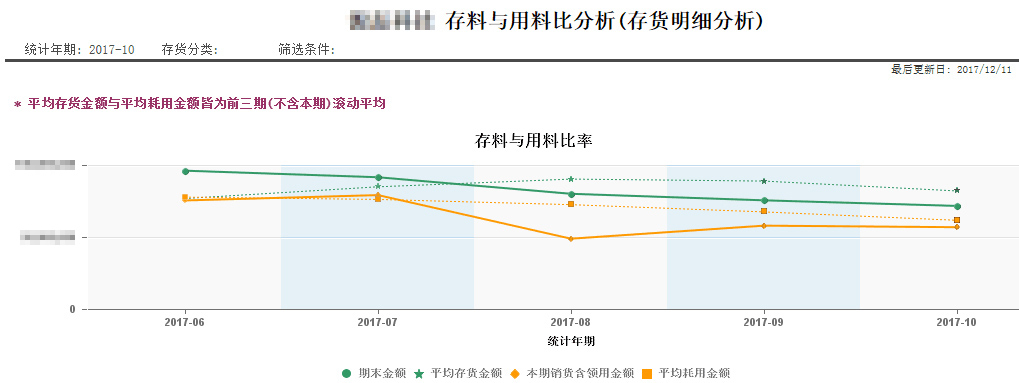 存料与用料比分析(存货明细分析)
统计年期: 2017-10 存货分类: 筛选条件:
最后更新日: 2017/12/11
* 平均存货金额与平均耗用金额皆为前三期(不含本期)滚动平均
存料与用料比率
0
2017-06 2017-07 2017-08 2017-09 2017-10
统计年期
期末金额 平均存货金额 本期销货含领用金额 平均耗用金额